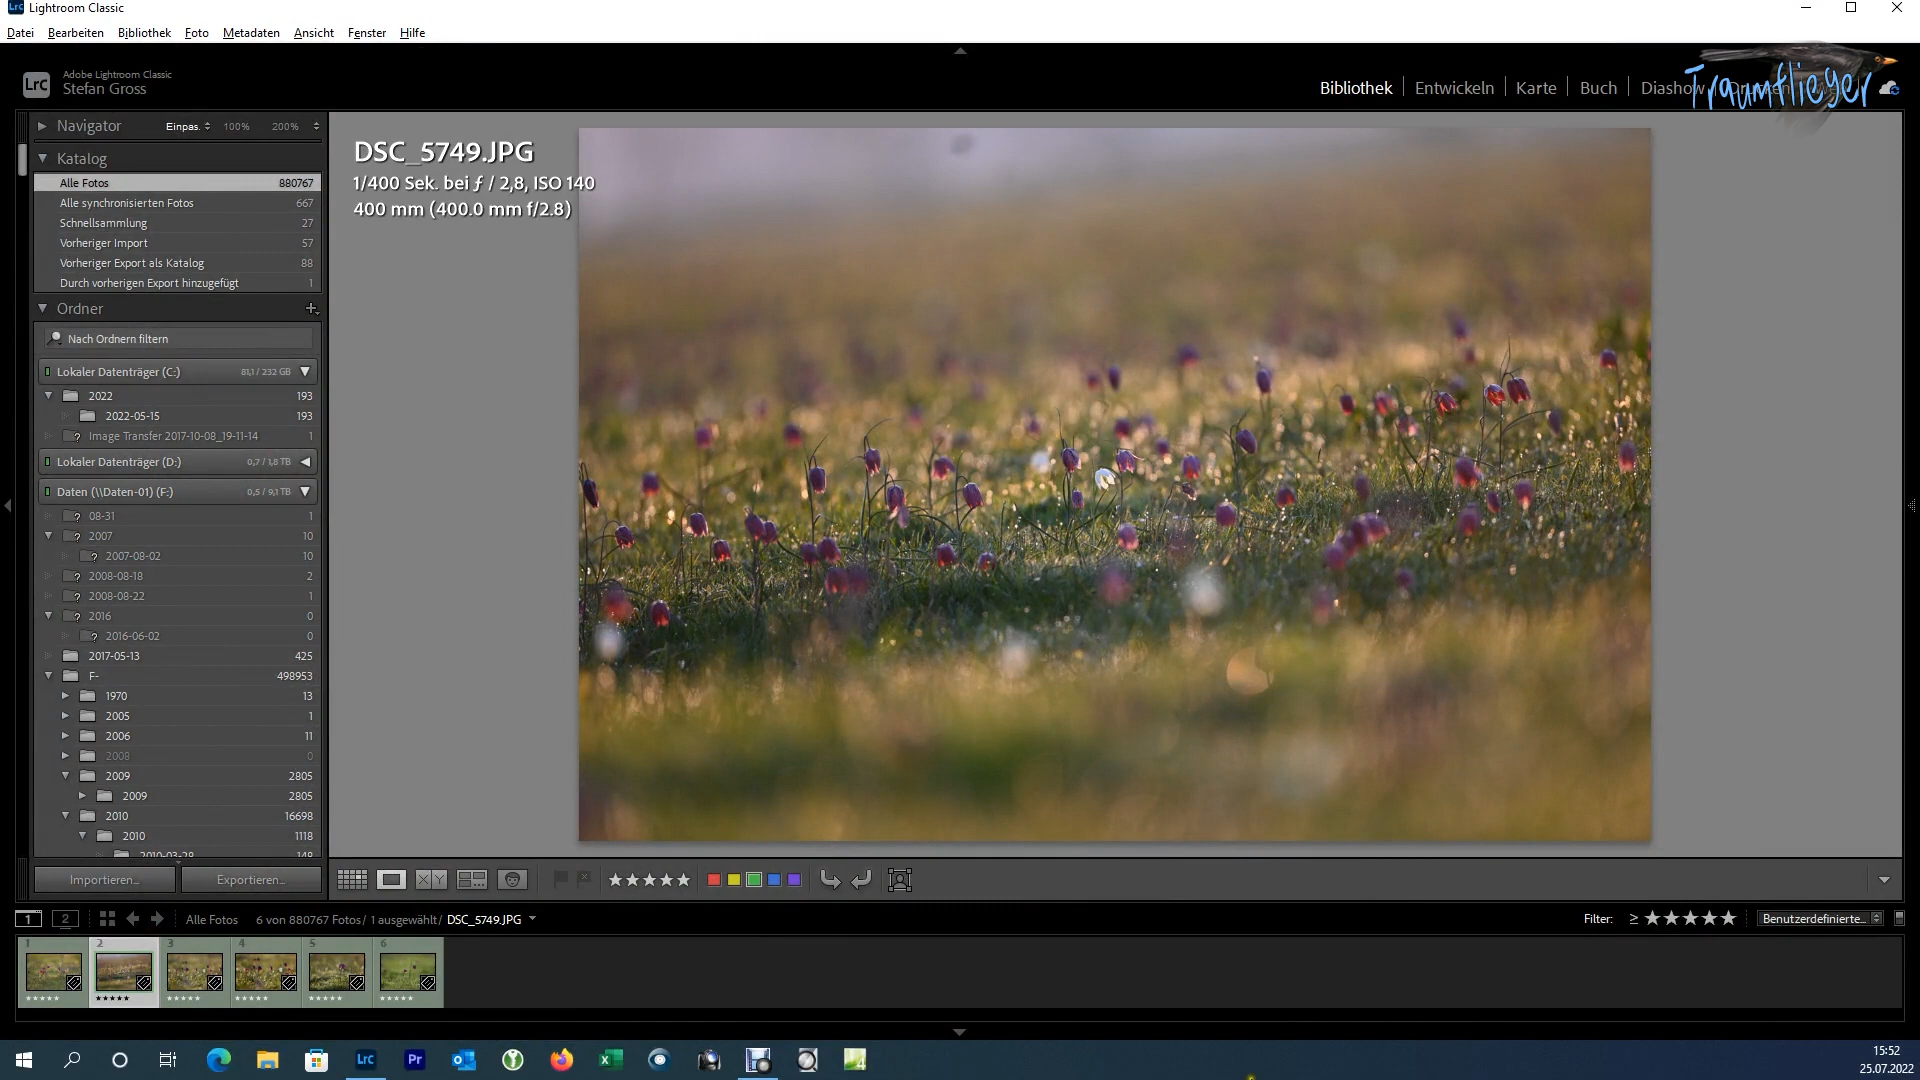 Lightroom Classic
Datei Bearbeiten Bibliothek Foto Metadaten Ansicht Fenster Hilfe
LrC
Adobe Lightroom Classic
Stefan Gross
Bibliothek Entwickeln Karte Buch Diashow
Traumflieger
Navigator Einpas. 100% 200%
Katalog
Alle Fotos 880767
Alle synchronisierten Fotos 667
Schnellsammlung 27
Vorheriger Import 57
Vorheriger Export als Katalog 88
Durch vorherigen Export hinzugefügt 1
Ordner
Nach Ordnern filtern
Lokaler Datenträger (C:) 81,1 / 232 GB
2022 193
2022-05-15 193
Image Transfer 2017-10-08_19-11-14 1
Lokaler Datenträger (D:) 0,7 / 1,8 TB
Daten (\\Daten-01) (F:) 0,5 / 9,1 TB
08-31 1
2007 10
2007-08-02 10
2008-08-18 2
2008-08-22 1
2016 0
2016-06-02 0
2017-05-13 425
F- 498953
1970 13
2005 1
2006 11
2008 0
2009 2805
2009 2805
2010 16698
2010 1118
2010-03-28 148
Importieren... Exportieren...
DSC_5749.JPG
1/400 Sek. bei ƒ / 2,8, ISO 140
400 mm (400.0 mm f/2.8)
XY
1 2 Alle Fotos 6 von 880767 Fotos/ 1 ausgewählt/ DSC_5749.JPG
Filter: ≥ ★★★★★ Benutzerdefinierte...
1 2 3 4 5 6
LrC Pr 4
15:52
25.07.2022